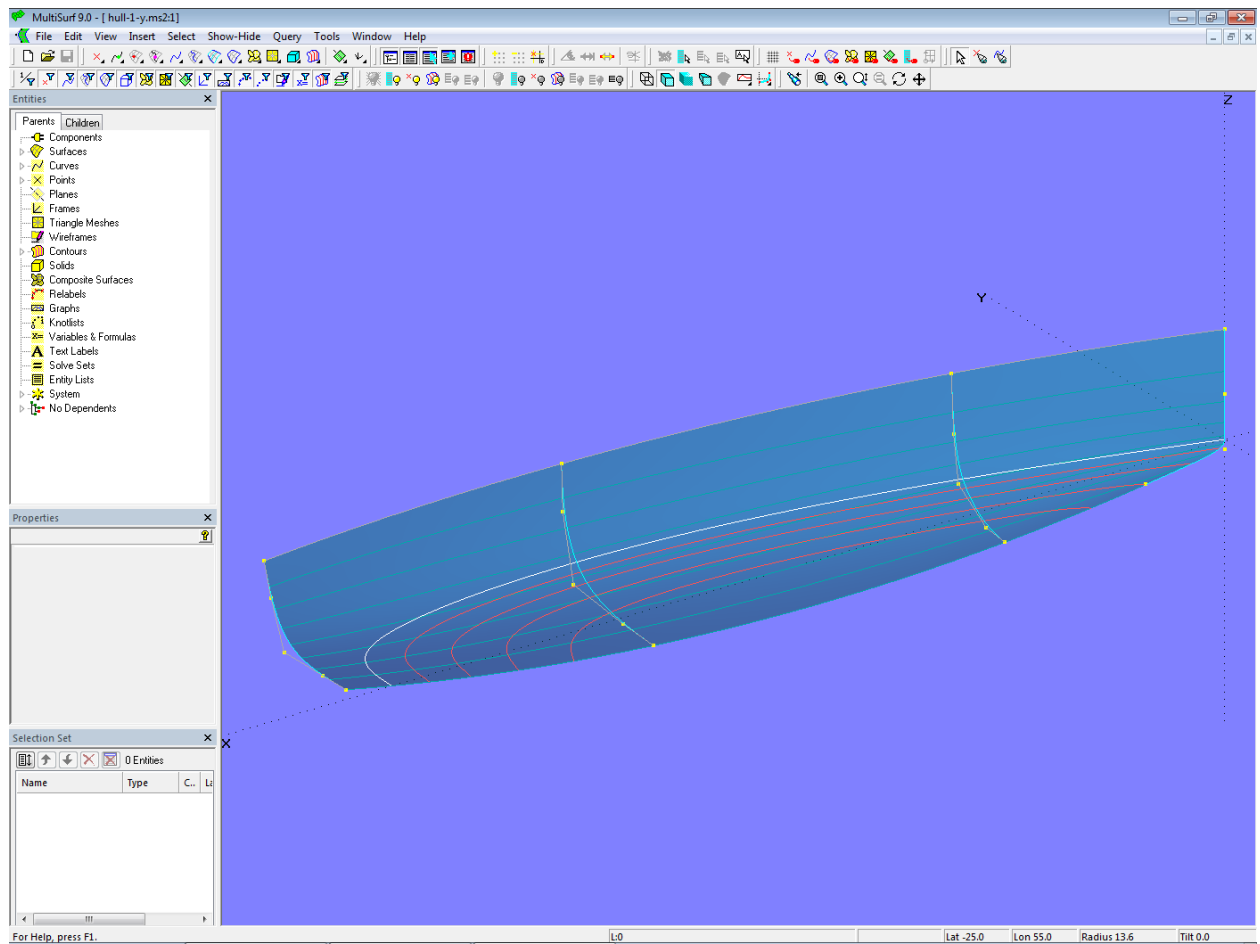 MultiSurf 9.0 - [ hull-1-y.ms2:1]
File Edit View Insert Select Show-Hide Query Tools Window Help
Entities
Parents Children
Components
Surfaces
Curves
Points
Planes
Frames
Triangle Meshes
Wireframes
Contours
Solids
Composite Surfaces
Relabels
Graphs
Knotlists
Variables & Formulas
Text Labels
Solve Sets
Entity Lists
System
No Dependents
Properties
Selection Set
0 Entities
Name Type C.. La
Z
Y
X
For Help, press F1. L:0 Lat -25.0 Lon 55.0 Radius 13.6 Tilt 0.0